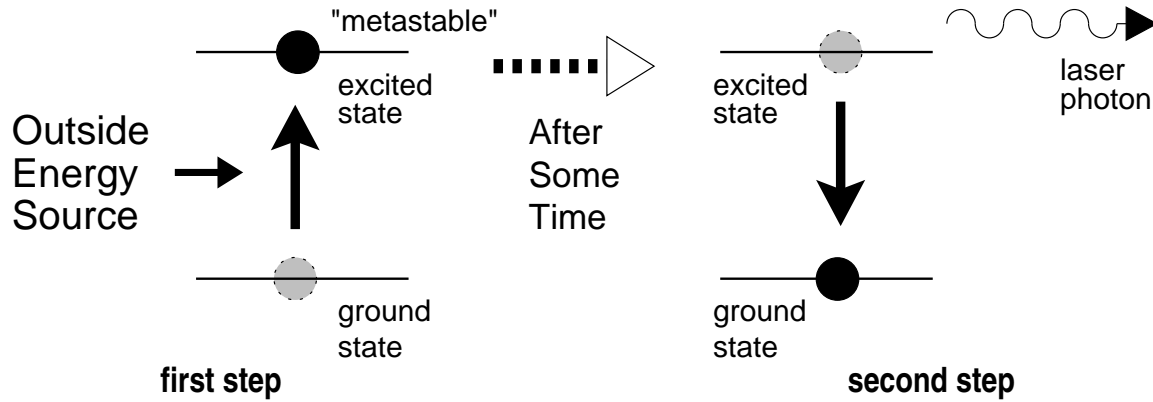 "metastable"
excited
state
Outside
Energy
Source
ground
state
first step
After
Some
Time
excited
state
laser
photon
ground
state
second step